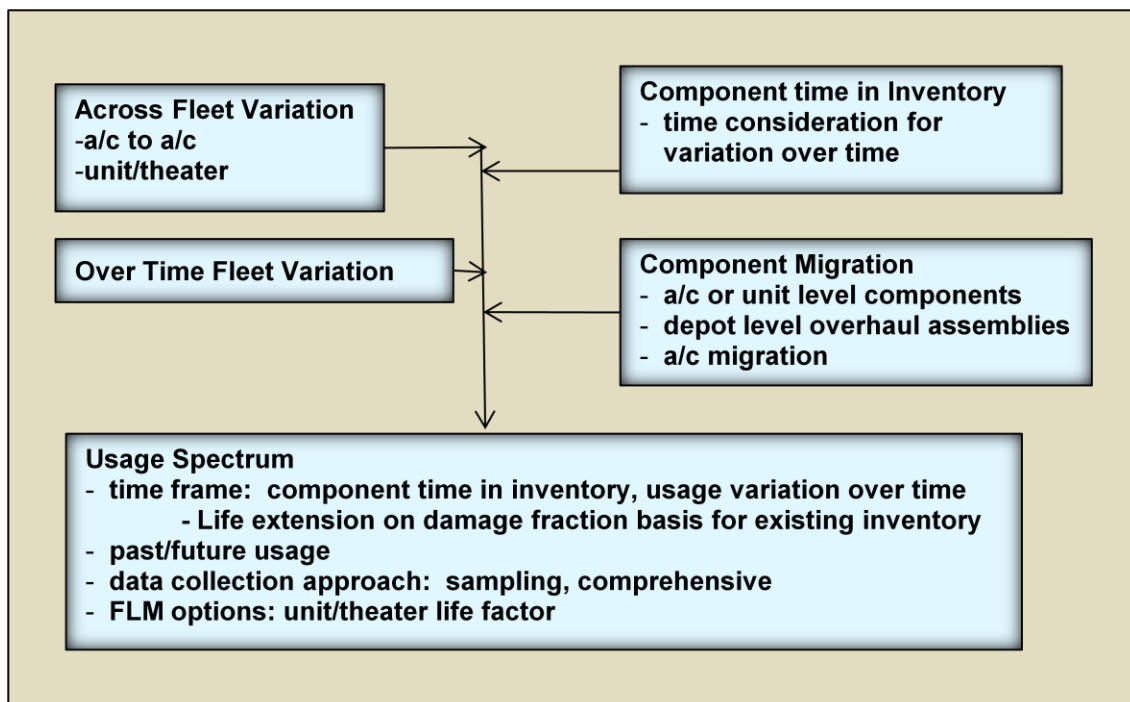 Across Fleet Variation
-a/c to a/c
-unit/theater
Component time in Inventory
- time consideration for
variation over time
Over Time Fleet Variation
Component Migration
- a/c or unit level components
- depot level overhaul assemblies
- a/c migration
Usage Spectrum
- time frame: component time in inventory, usage variation over time
- Life extension on damage fraction basis for existing inventory
- past/future usage
- data collection approach: sampling, comprehensive
- FLM options: unit/theater life factor